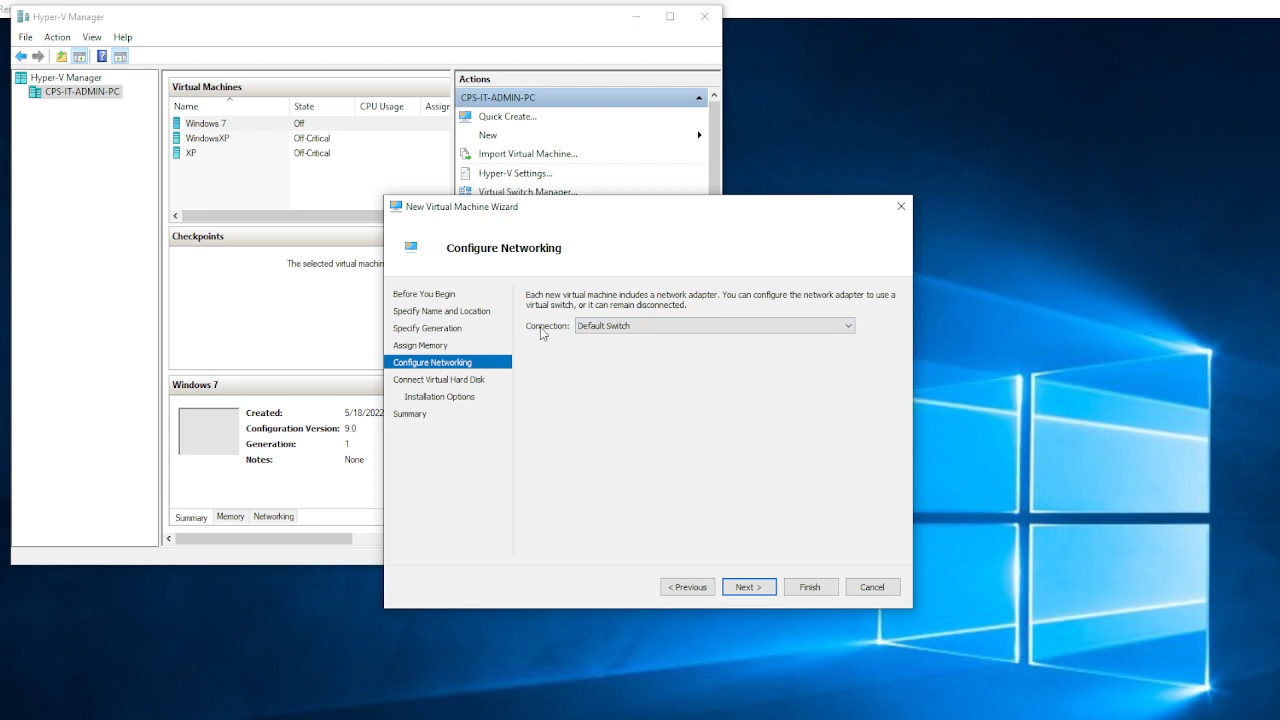 Hyper-V Manager
File Action View Help
Hyper-V Manager
CPS-IT-ADMIN-PC
Virtual Machines
Name State CPU Usage Assigr
Windows 7 Off
WindowsXP Off-Critical
XP Off-Critical
Checkpoints
The selected virtual machin
Windows 7
Created: 5/18/2022
Configuration Version: 9.0
Generation: 1
Notes: None
Summary Memory Networking
Actions
CPS-IT-ADMIN-PC
Quick Create...
New
Import Virtual Machine...
Hyper-V Settings...
Virtual Switch Manager...
New Virtual Machine Wizard
Configure Networking
Before You Begin
Specify Name and Location
Specify Generation
Assign Memory
Configure Networking
Connect Virtual Hard Disk
Installation Options
Summary
Each new virtual machine includes a network adapter. You can configure the network adapter to use a
virtual switch, or it can remain disconnected.
Connection: Default Switch
< Previous Next > Finish Cancel